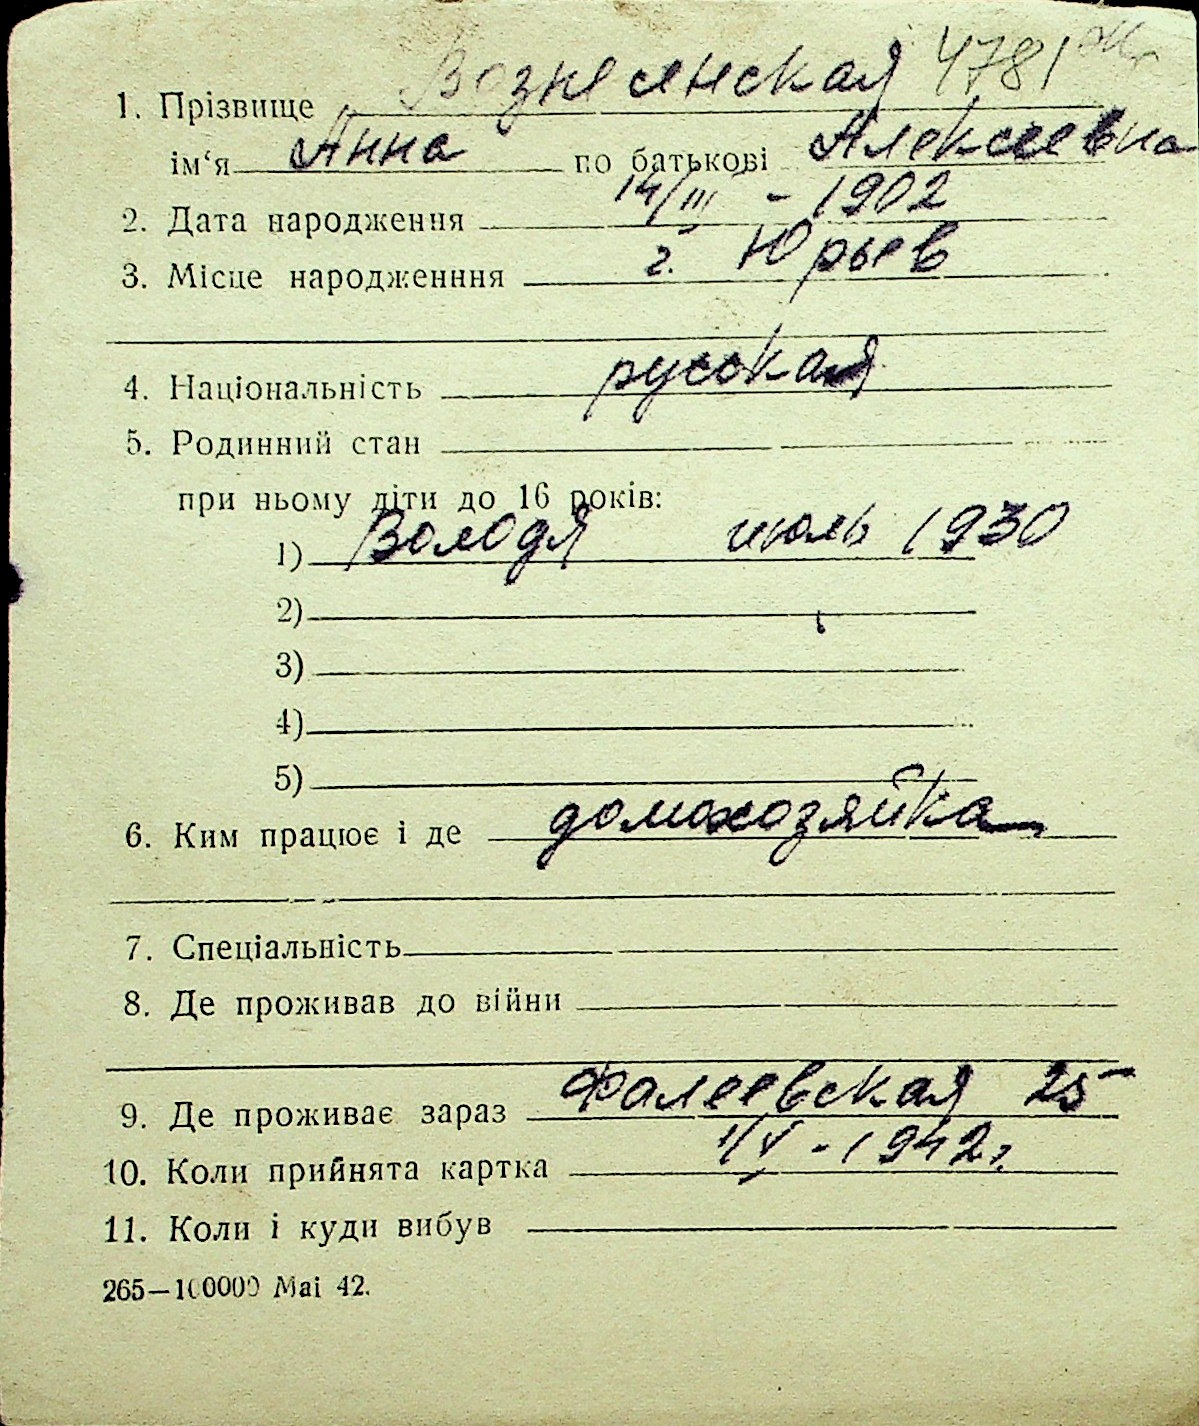 1. Прізвище Вознесенская 4781
ім‘я Анна по батькові Алексеевна
2. Дата народження 14/III - 1902
3. Місце народженння г. Юрьев
4. Національність русская
5. Родинний стан
при ньому діти до 16 років:
1) Володя июль 1930
2)
3)
4)
5)
6. Ким працює і де домохозяйка
7. Спеціальність
8. Де проживав до війни
9. Де проживає зараз Фалеевская 25
10. Коли прийнята картка 1/V - 1942 г.
11. Коли і куди вибув
265—100000 Mai 42.